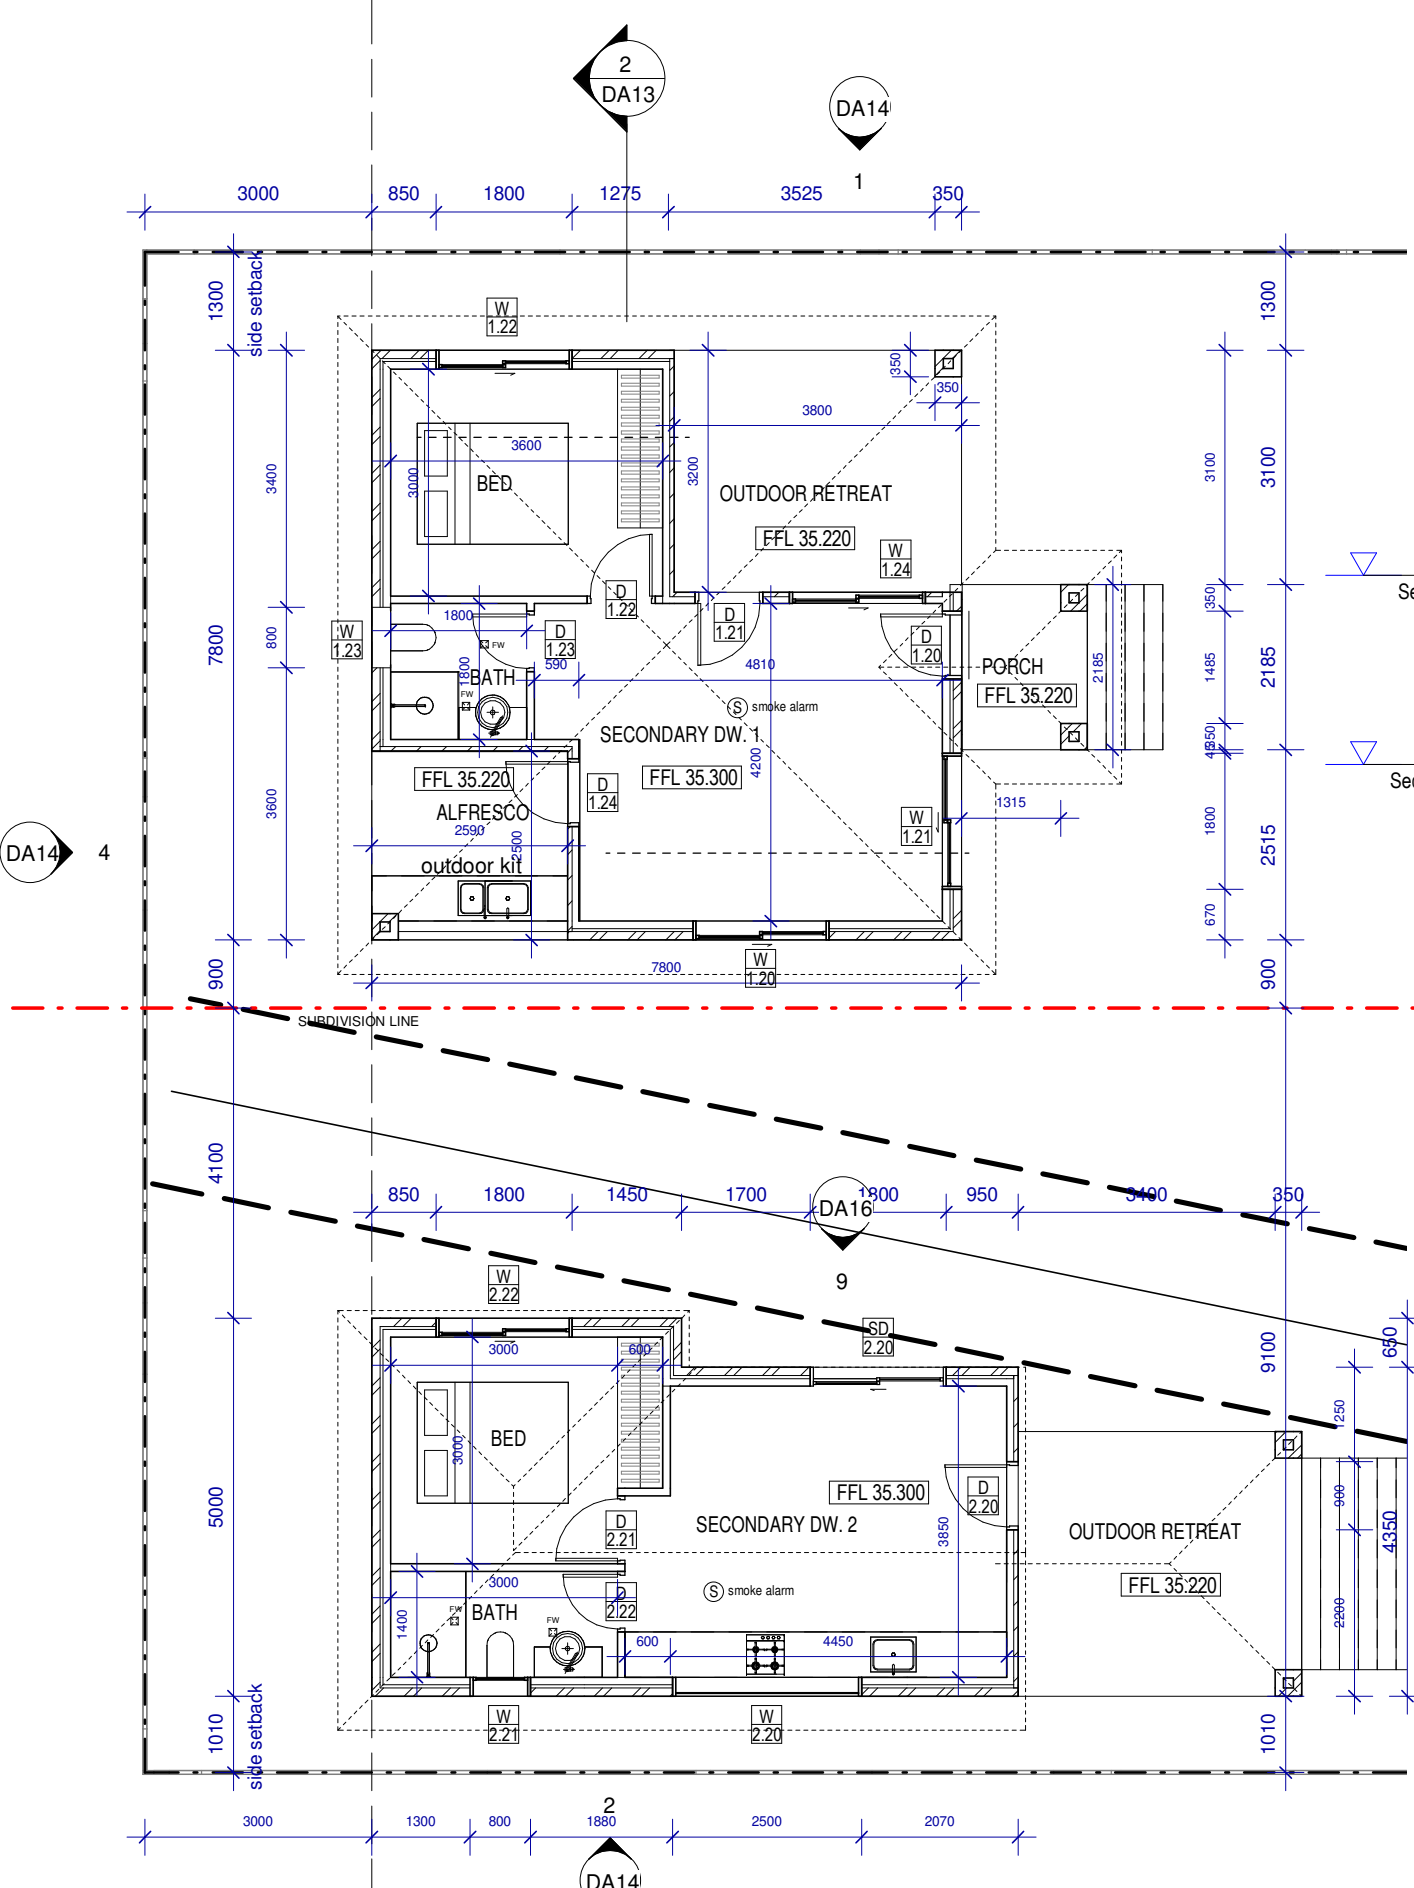 2
DA13
DA14
1
3000 850 1800 1275 3525 350
1300
side setback
1300
W
1.22
350
350
3800
3600
3000
BED
3400
3200
OUTDOOR RETREAT
FFL 35.220
W
1.24
3100
3100
D
1.22
D
1.21
350
1800
W
1.23
D
1.23
FW
D
1.20
800
7800
590
4810
PORCH
FFL 35.220
2185
1485
2185
1800
BATH
FW
S smoke alarm
SECONDARY DW. 1
FFL 35.300
4200
350
FFL 35.220
D
1.24
ALFRESCO
2590
2500
outdoor kit
3600
W
1.21
1315
1800
2515
DA14
4
670
W
1.20
7800
900
900
SUBDIVISION LINE
4100
850 1800 1450 1700 1800 950 3400 350
DA16
9
W
2.22
SD
2.20
3000
600
9100
650
1250
BED
3000
FFL 35.300
D
2.20
900
5000
D
2.21
SECONDARY DW. 2
3850
OUTDOOR RETREAT
4350
FFL 35.220
3000
S smoke alarm
D
2.22
FW
BATH
FW
1400
2200
600
4450
W
2.21
W
2.20
1010
side setback
1010
2
3000 1300 800 1880 2500 2070
DA14